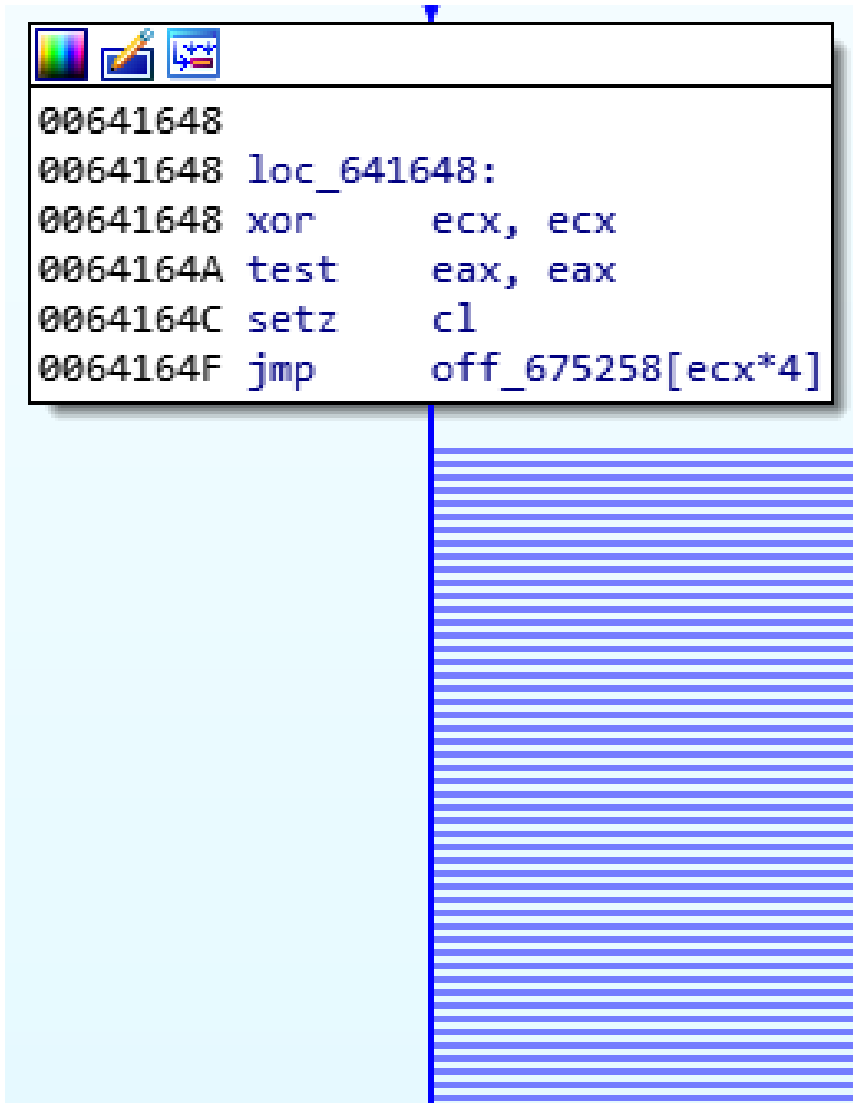 00641648
00641648 loc_641648:
00641648 xor     ecx, ecx
0064164A test    eax, eax
0064164C setz    cl
0064164F jmp     off_675258[ecx*4]